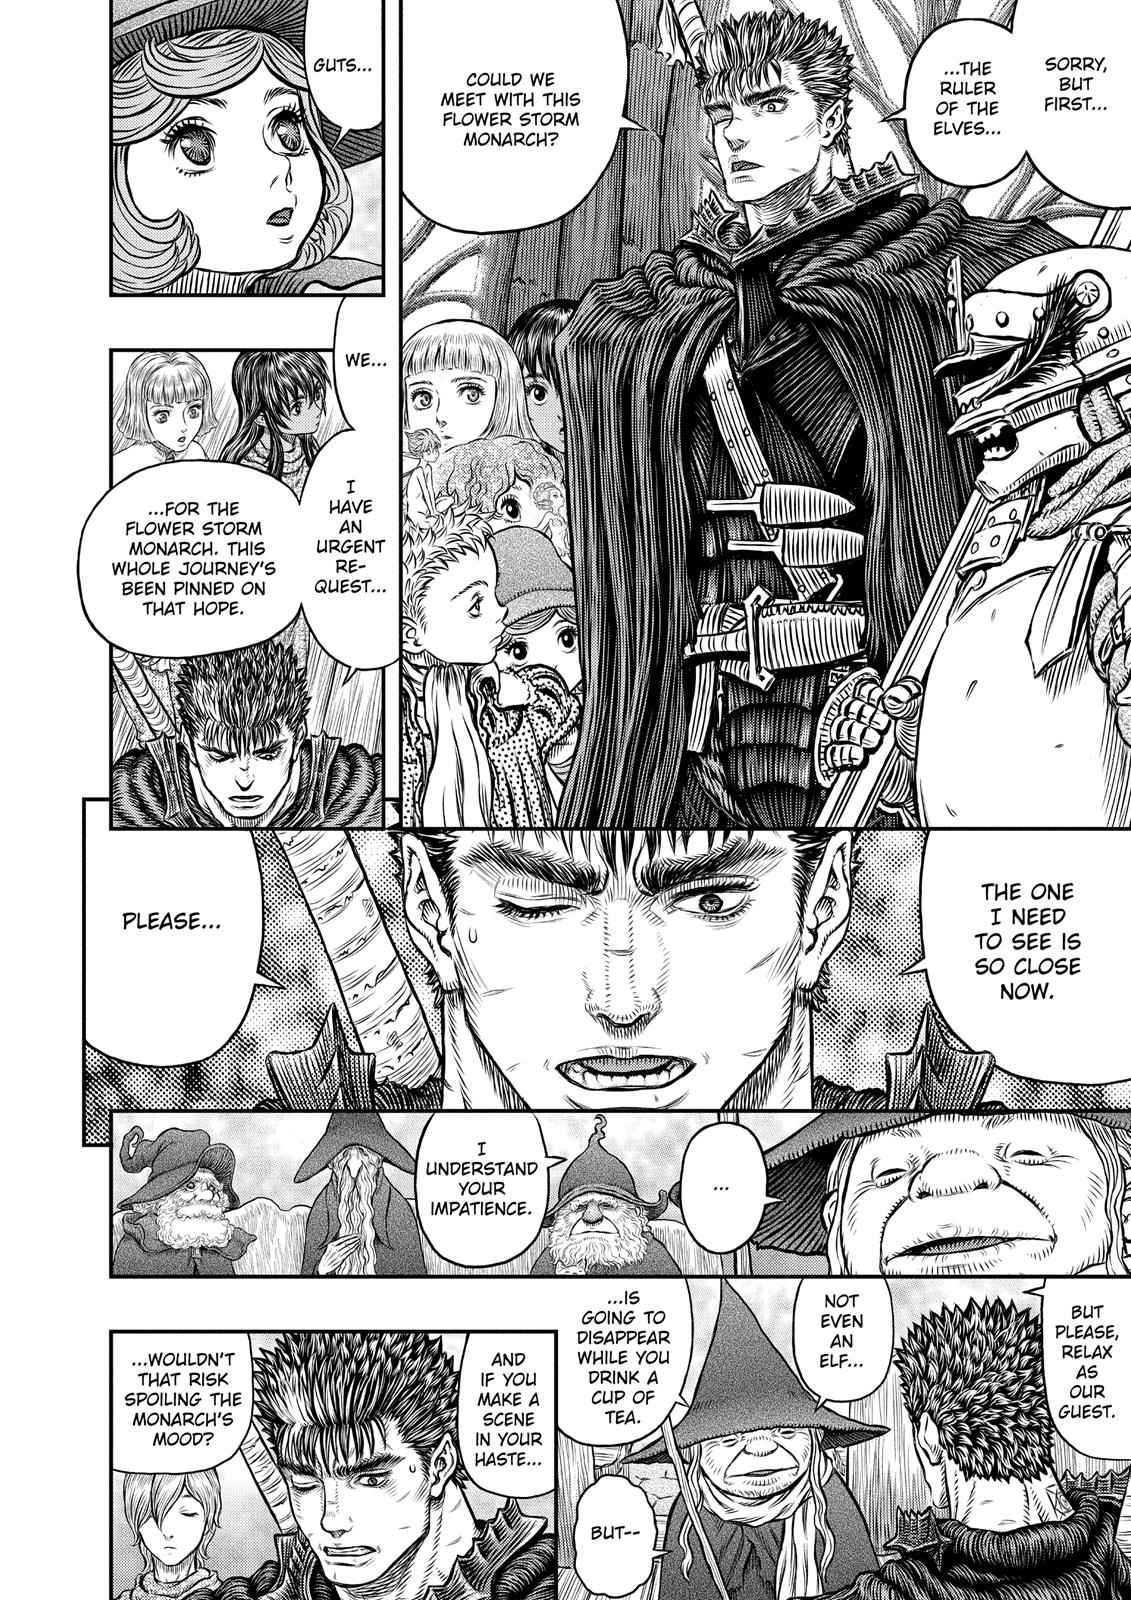 SORRY,
BUT
FIRST...
...THE
RULER
OF THE
ELVES...
COULD WE
MEET WITH THIS
FLOWER STORM
MONARCH?
GUTS...
WE...
I
HAVE
AN
URGENT
RE-
QUEST...
...FOR THE
FLOWER STORM
MONARCH. THIS
WHOLE JOURNEY'S
BEEN PINNED ON
THAT HOPE.
THE ONE
I NEED
TO SEE IS
SO CLOSE
NOW.
PLEASE...
...
I
UNDERSTAND
YOUR
IMPATIENCE.
BUT
PLEASE,
RELAX
AS
OUR
GUEST.
NOT
EVEN
AN
ELF...
...IS
GOING TO
DISAPPEAR
WHILE YOU
DRINK A
CUP OF
TEA.
BUT--
AND
IF YOU
MAKE A
SCENE
IN YOUR
HASTE...
...WOULDN'T
THAT RISK
SPOILING THE
MONARCH'S
MOOD?